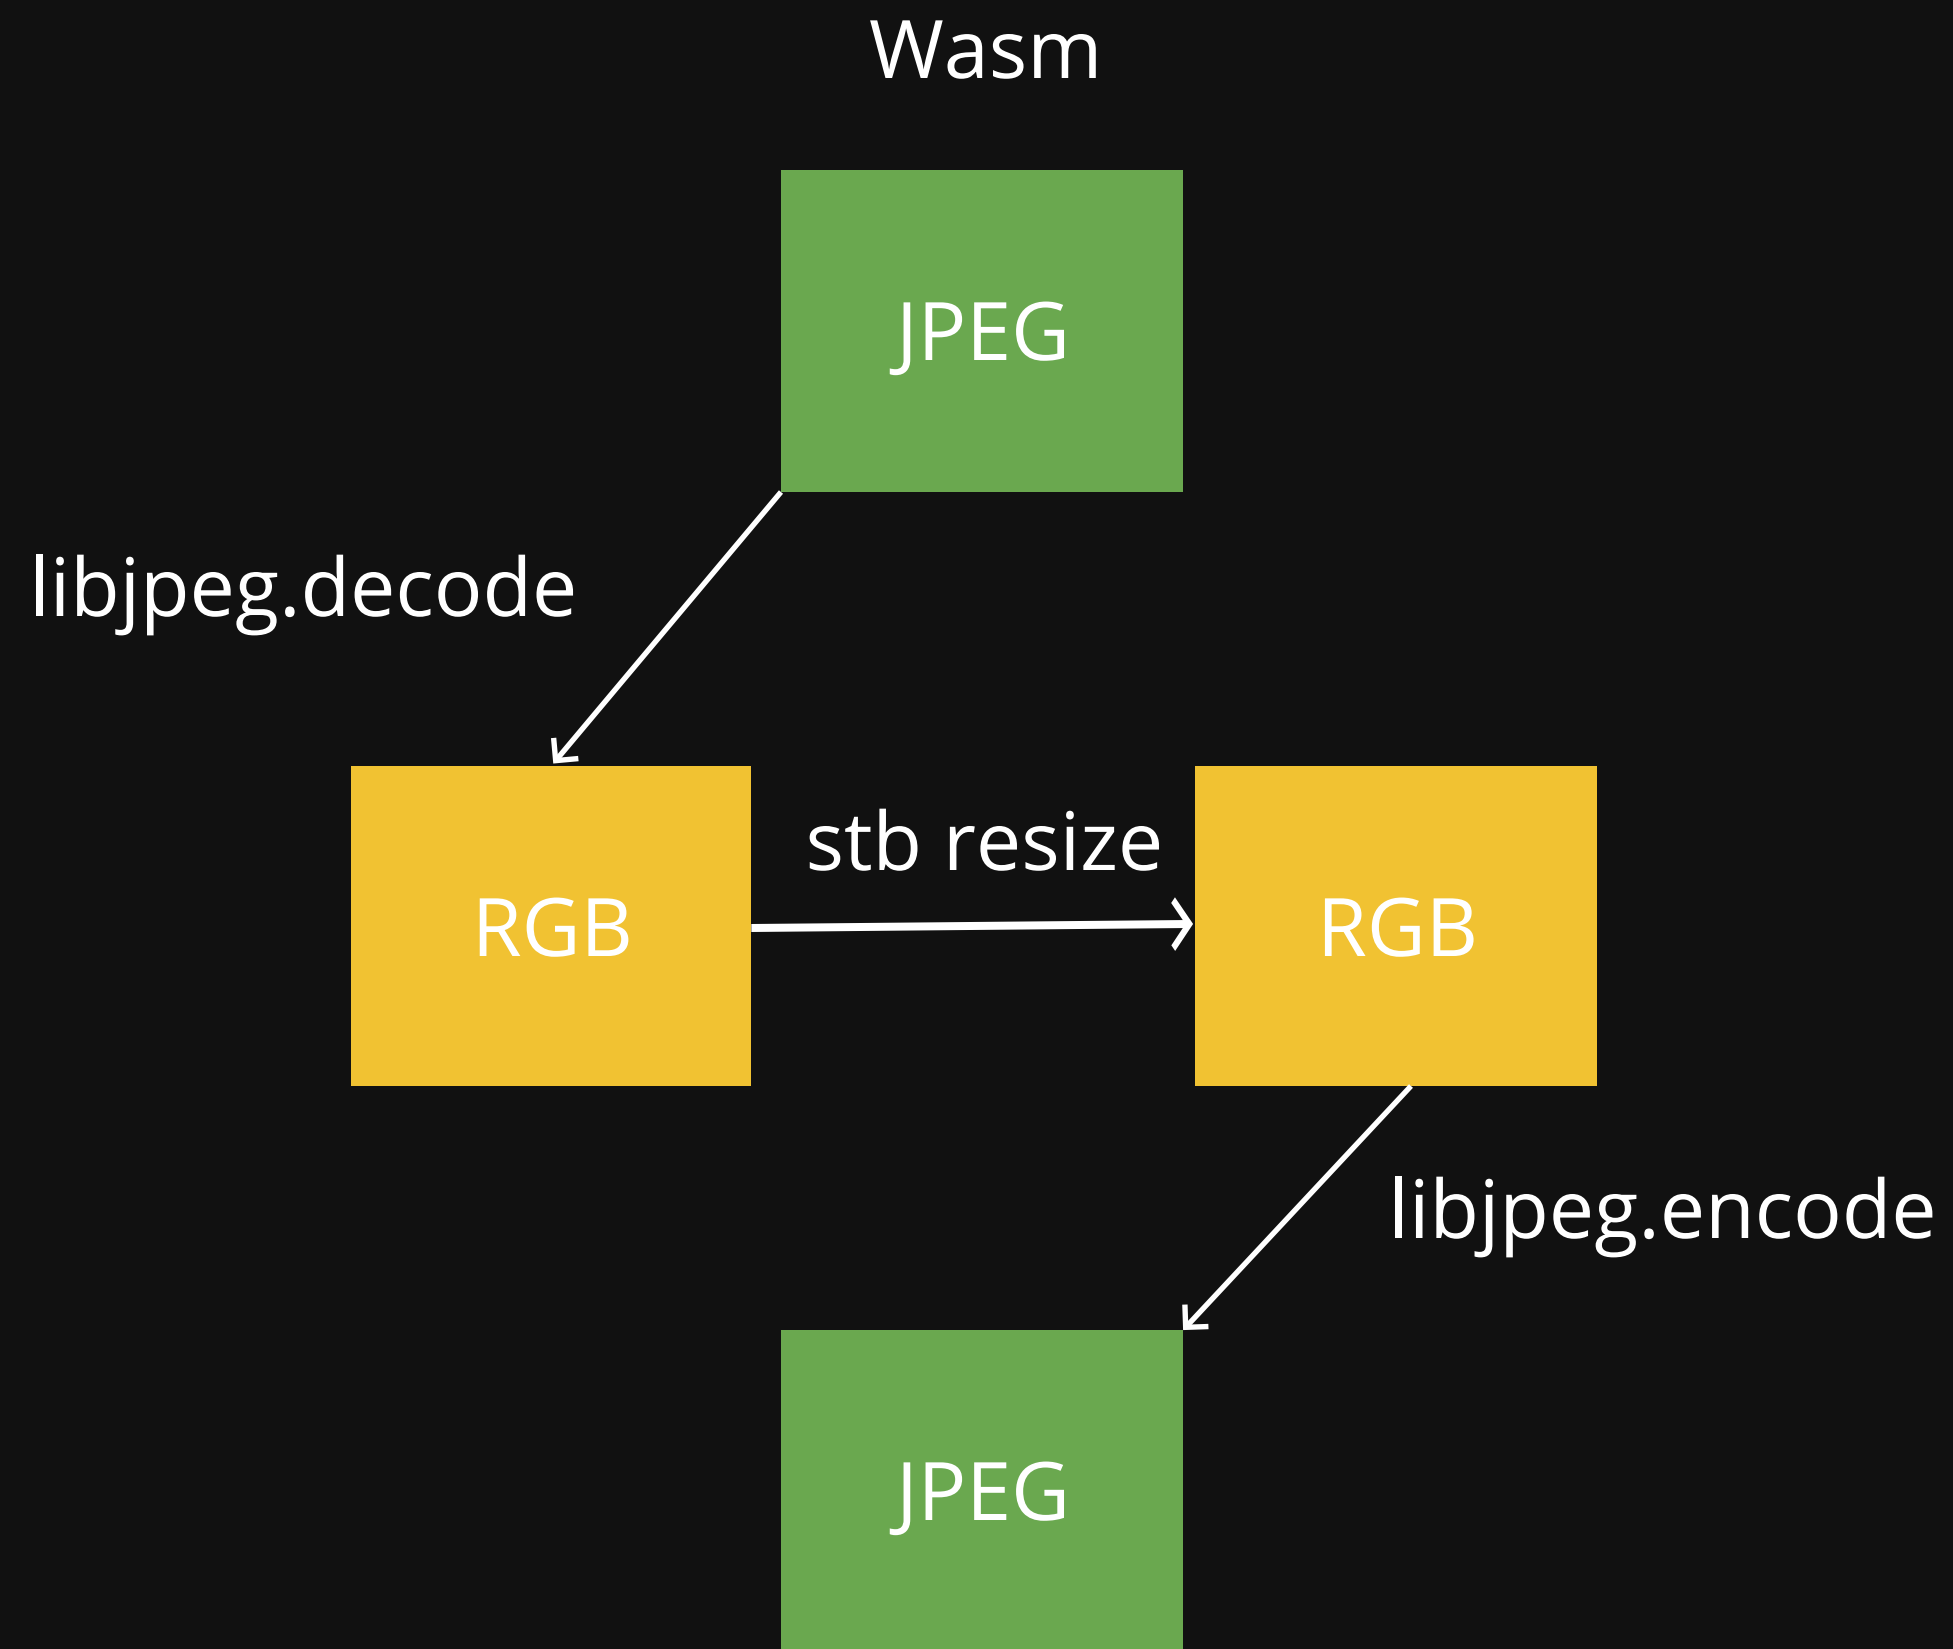 Wasm
JPEG
libjpeg.decode
stb resize
RGB
RGB
libjpeg.encode
JPEG